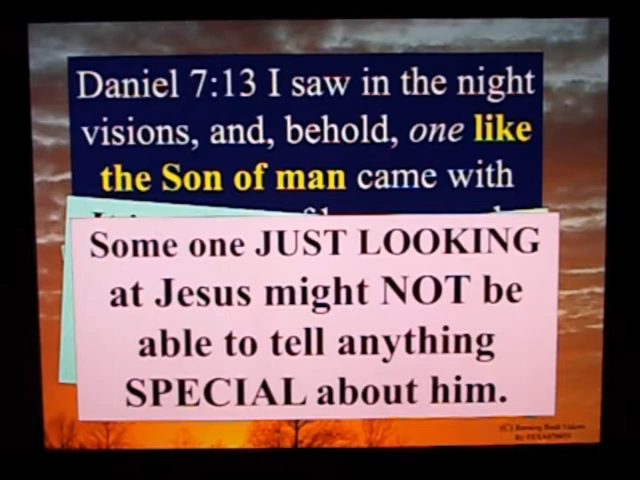 Daniel 7:13 I saw in the night
visions, and, behold, one like
the Son of man came with
Some one JUST LOOKING
at Jesus might NOT be
able to tell anything
SPECIAL about him.